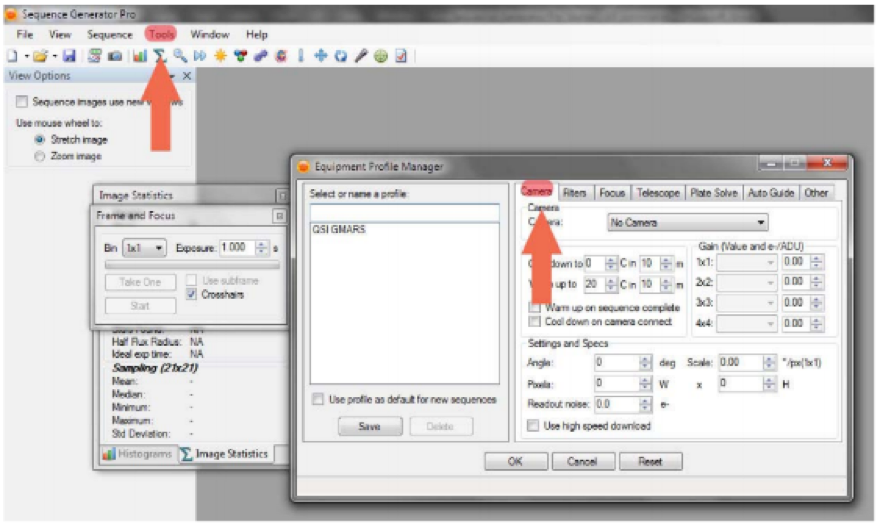 Sequence Generator Pro
File View Sequence Tools Window Help
View Options
Sequence images use new
Use mouse wheel to:
Stretch image
Zoom image
Image Statistics
Frame and Focus
Bin 1x1 Exposure: 1.000 s
Take One Use subframe
Start Crosshairs
NA
Half Flux Radius: NA
Ideal exp time: NA
Sampling (21x21)
Mean: -
Median: -
Minimum: -
Maximum: -
Std Deviation: -
Histograms Image Statistics
Equipment Profile Manager
Select or name a profile:
QSI GMARS
Use profile as default for new sequences
Save Delete
Camera Filters Focus Telescope Plate Solve Auto Guide Other
Camera
No Camera
down to 0 C in 10 m
up to 20 C in 10 m
Warm up on sequence complete
Cool down on camera connect
Gain (Value and e-/ADU)
1x1: 0.00
2x2: 0.00
3x3: 0.00
4x4: 0.00
Settings and Specs
Angle: 0 deg Scale: 0.00 "/px(1x1)
Pixels: 0 W x 0 H
Readout noise: 0.0 e-
Use high speed download
OK Cancel Reset